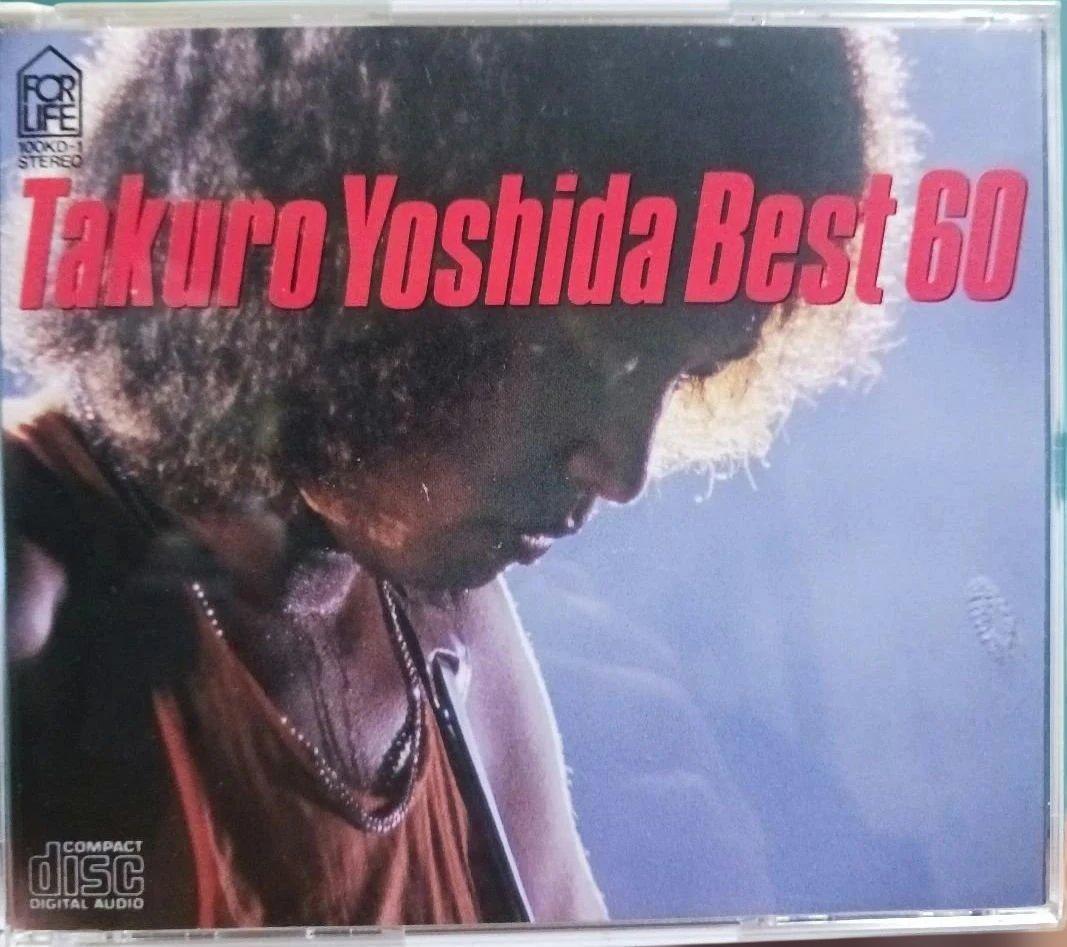 FOR
LIFE
100KD-1
STEREO
Takuro Yoshida Best 60
COMPACT
disc
DIGITAL AUDIO